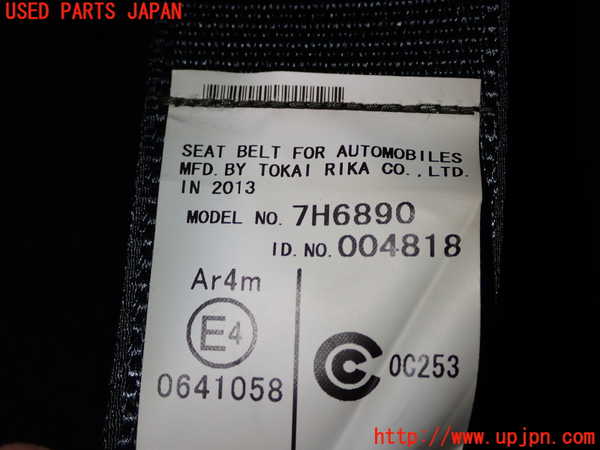 USED PARTS JAPAN
SEAT BELT FOR AUTOMOBILES
MFD. BY TOKAI RIKA CO., LTD.
IN 2013
MODEL NO. 7H6890
ID. NO. 004818
Ar4m
E4
0641058
C
0C253
http://www.upjpn.com/